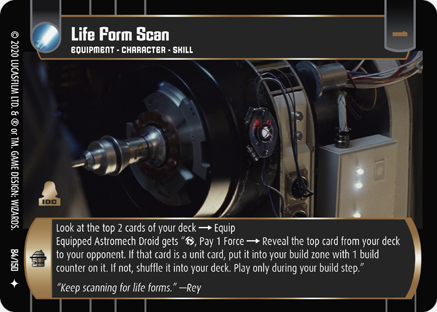 Life Form Scan
EQUIPMENT - CHARACTER - SKILL
© 2020 LUCASFILM LTD. & ® or TM. GAME DESIGN: WIZARDS.
84/150
IDC
Look at the top 2 cards of your deck → Equip
Equipped Astromech Droid gets “, Pay 1 Force → Reveal the top card from your deck
to your opponent. If that card is a unit card, put it into your build zone with 1 build
counter on it. If not, shuffle it into your deck. Play only during your build step.”
“Keep scanning for life forms.” —Rey